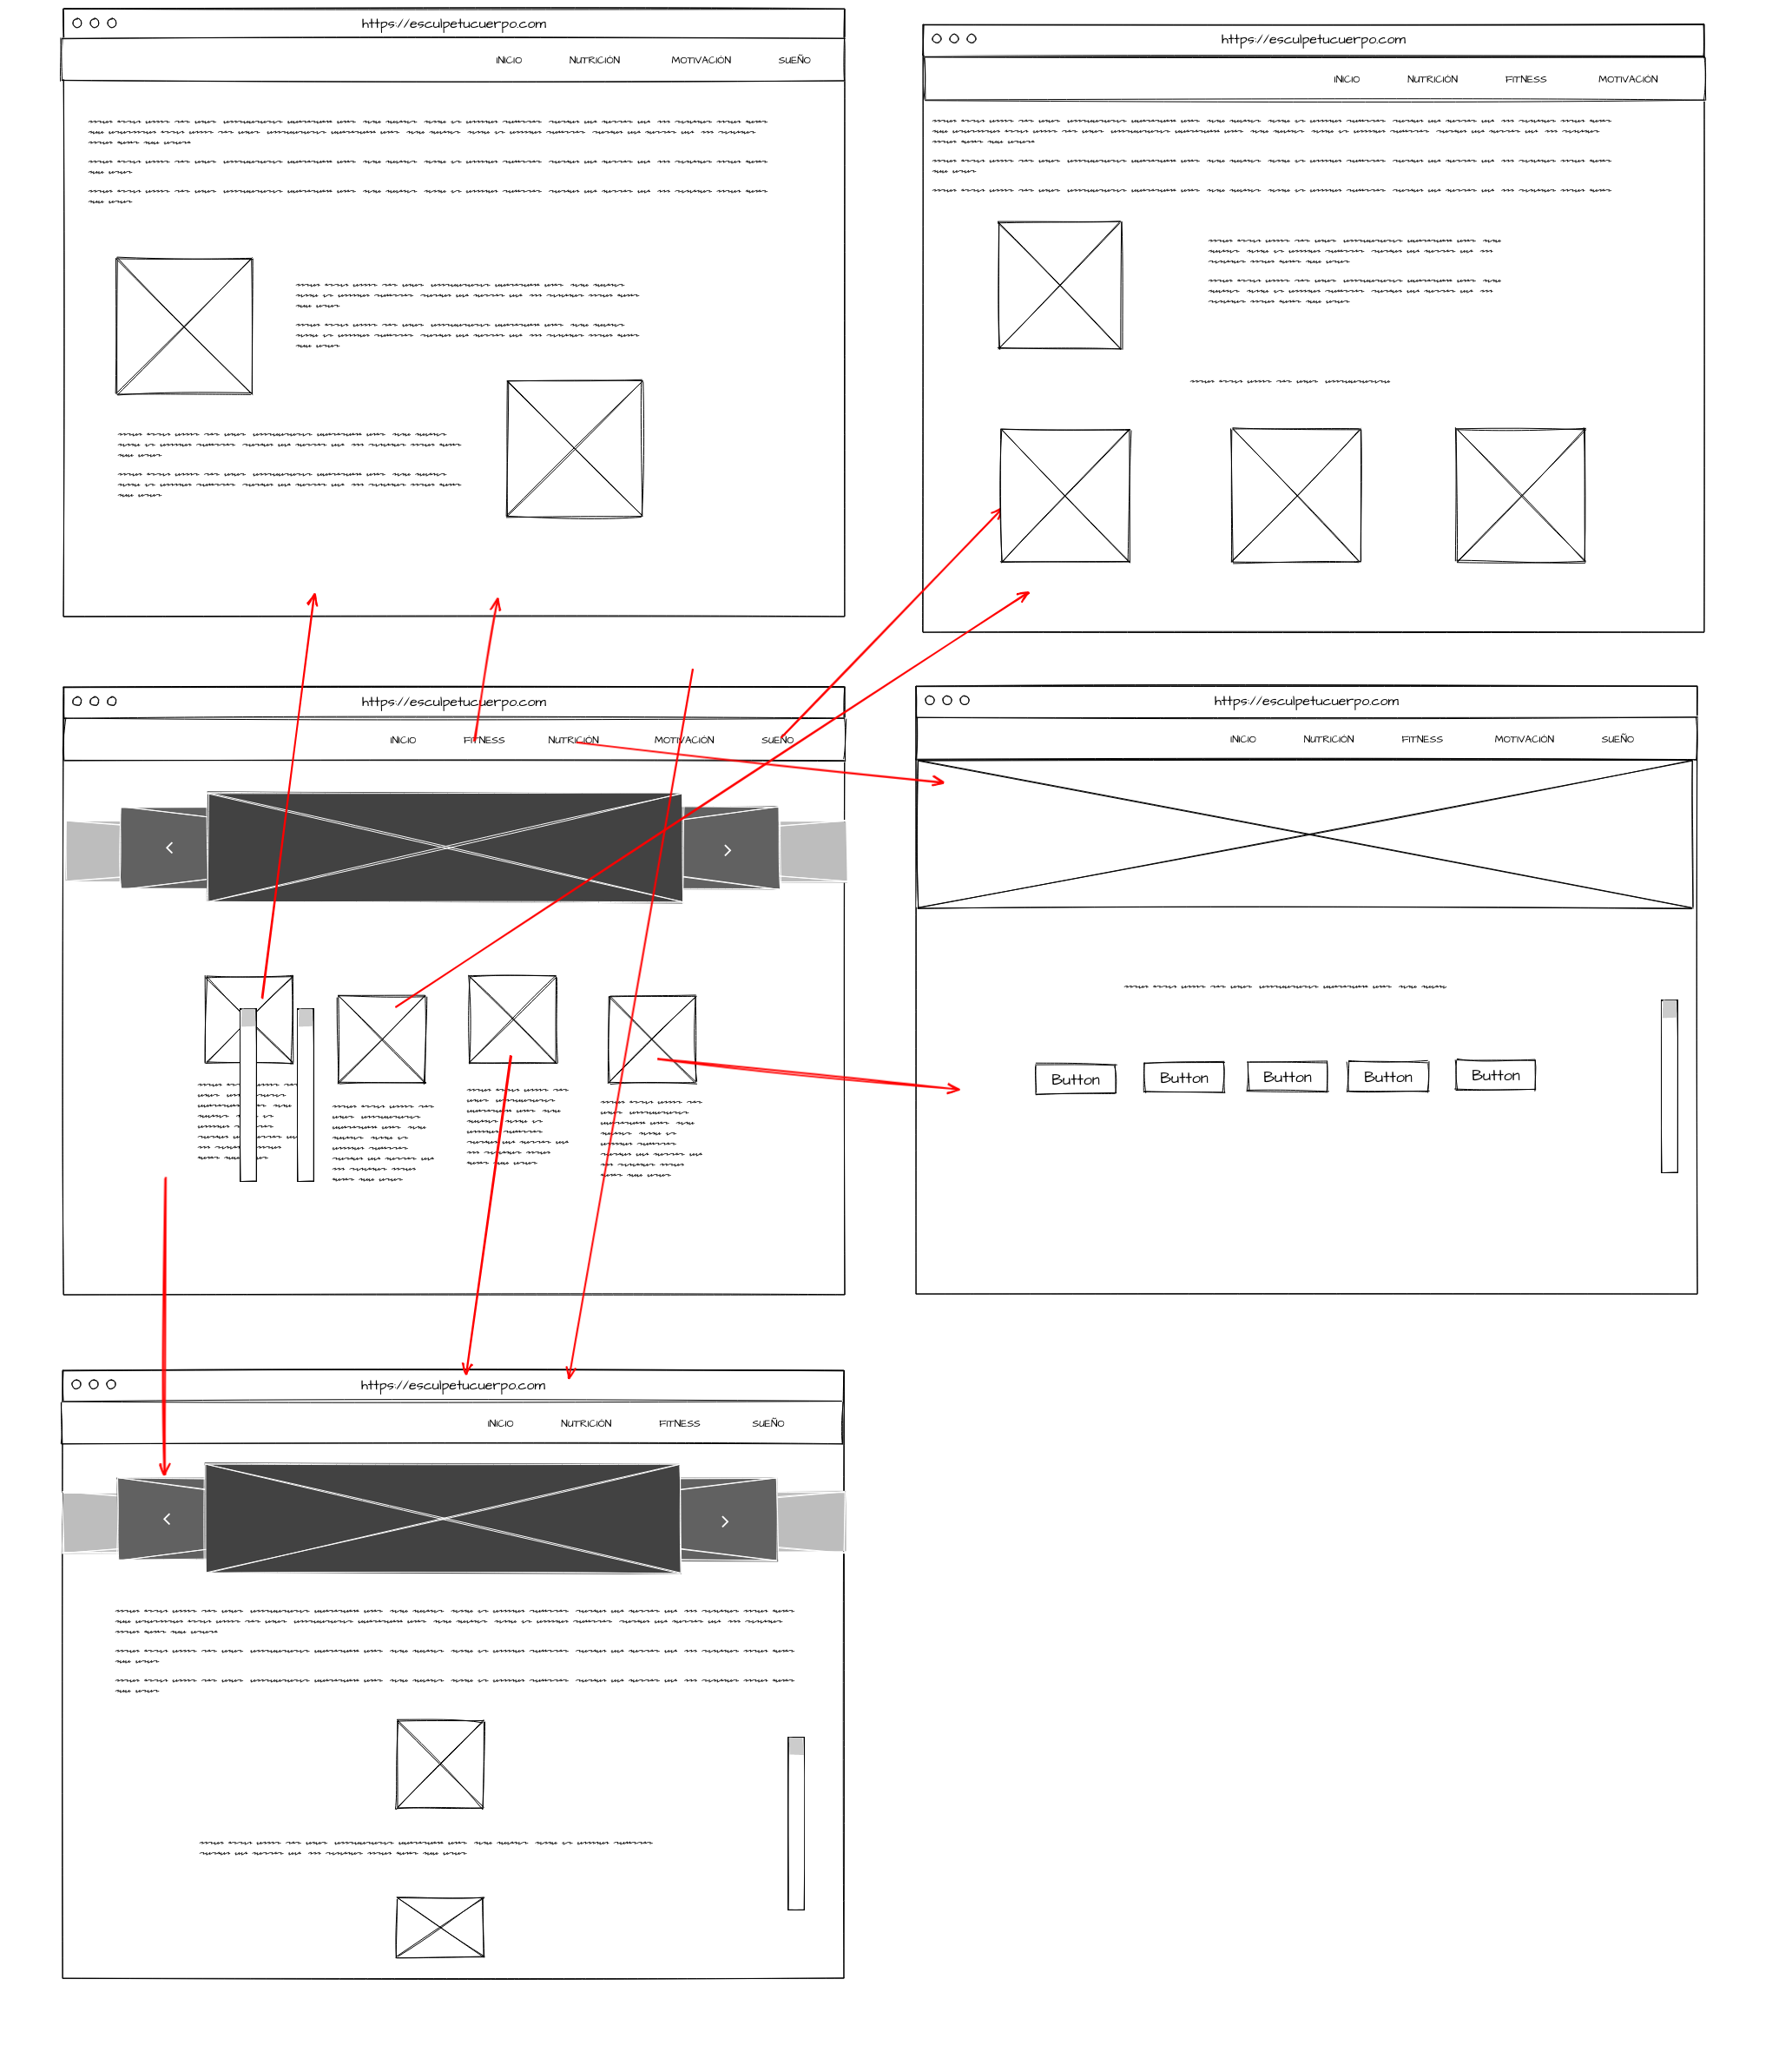 https://esculpetucuerpo.com
INICIO NUTRICIÓN MOTIVACIÓN SUEÑO
https://esculpetucuerpo.com
INICIO NUTRICIÓN FITNESS MOTIVACIÓN
https://esculpetucuerpo.com
INICIO FITNESS NUTRICIÓN MOTIVACIÓN SUEÑO
https://esculpetucuerpo.com
INICIO NUTRICIÓN FITNESS MOTIVACIÓN SUEÑO
Button Button Button Button Button
https://esculpetucuerpo.com
INICIO NUTRICIÓN FITNESS SUEÑO